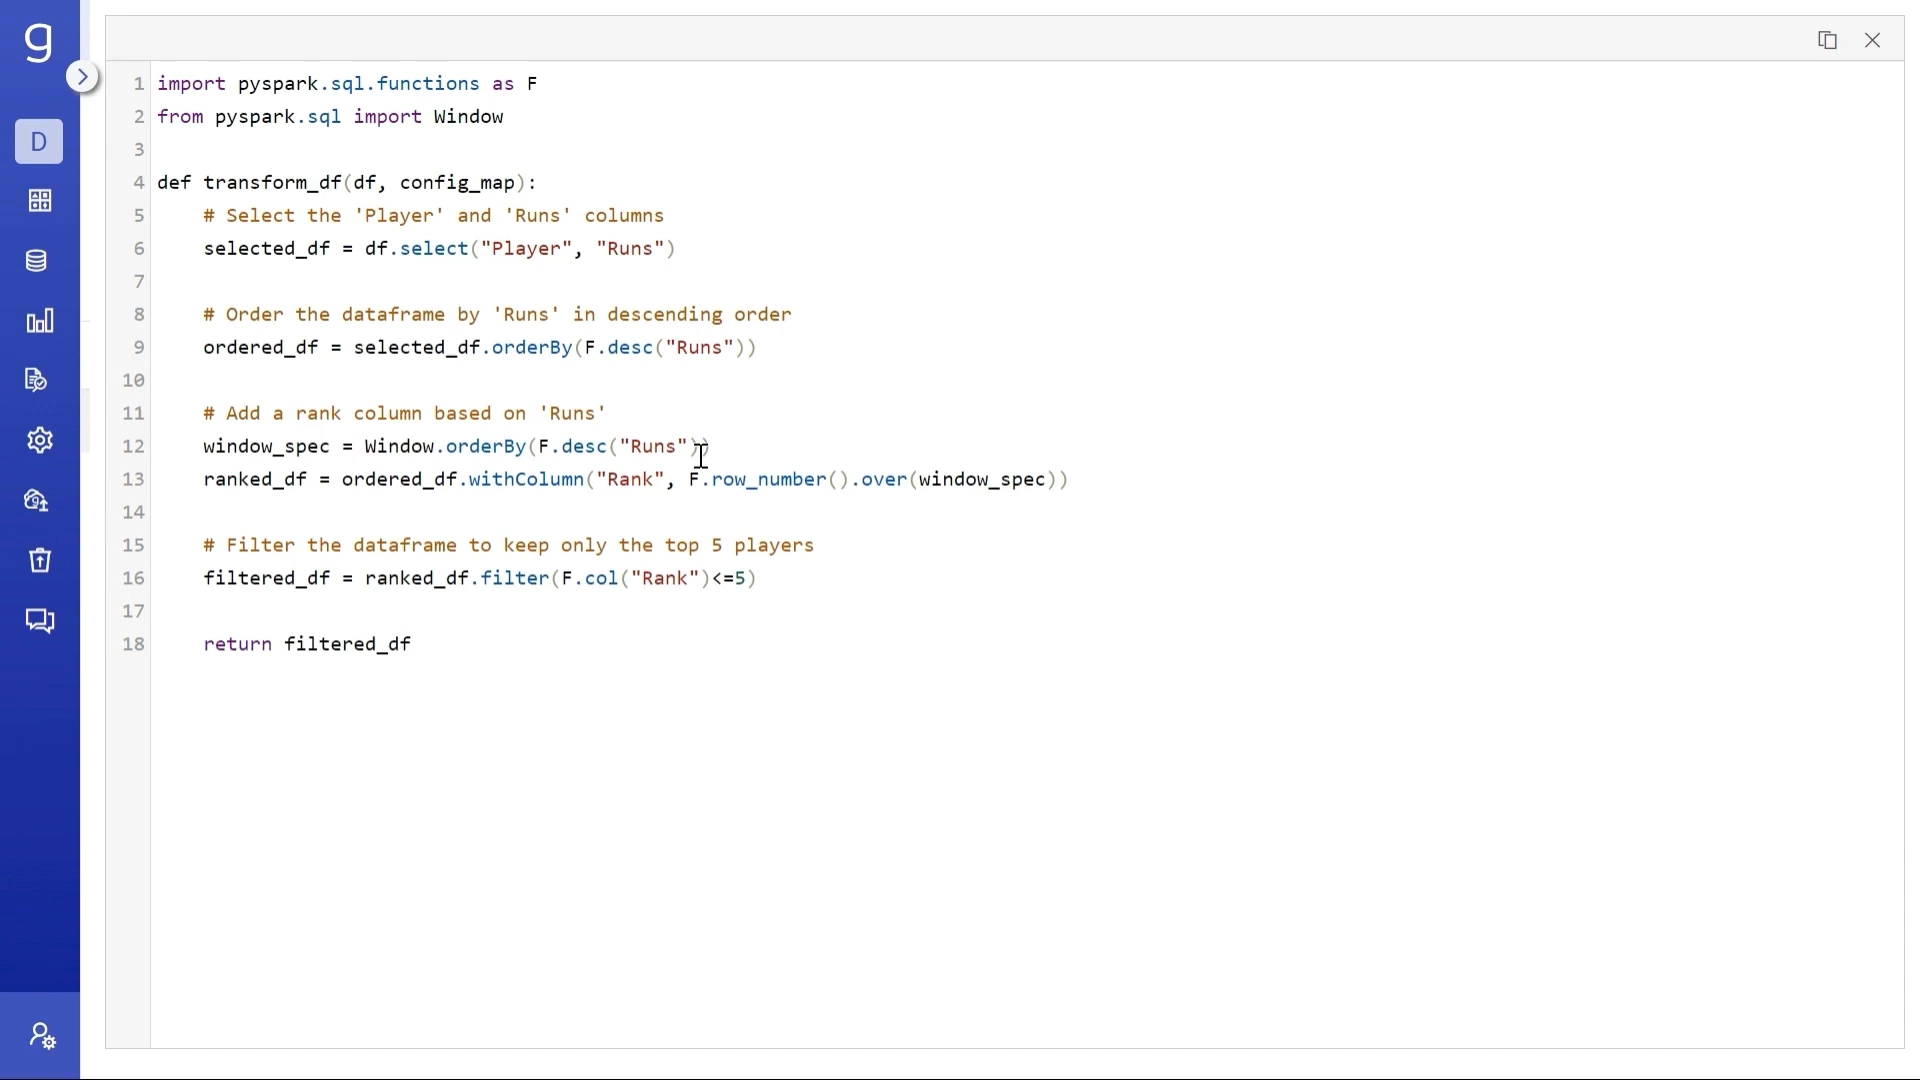 g
D
1 import pyspark.sql.functions as F
2 from pyspark.sql import Window
3
4 def transform_df(df, config_map):
5     # Select the 'Player' and 'Runs' columns
6     selected_df = df.select("Player", "Runs")
7
8     # Order the dataframe by 'Runs' in descending order
9     ordered_df = selected_df.orderBy(F.desc("Runs"))
10
11     # Add a rank column based on 'Runs'
12     window_spec = Window.orderBy(F.desc("Runs"))
13     ranked_df = ordered_df.withColumn("Rank", F.row_number().over(window_spec))
14
15     # Filter the dataframe to keep only the top 5 players
16     filtered_df = ranked_df.filter(F.col("Rank")<=5)
17
18     return filtered_df